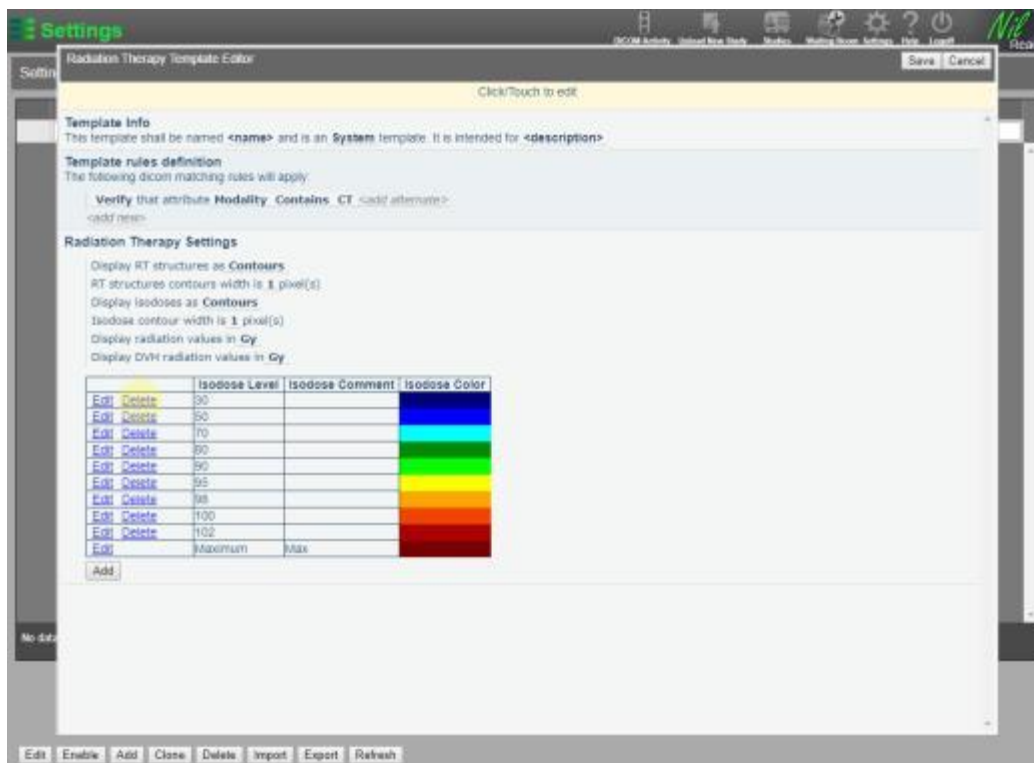 Settings
DICOM Activity Upload New Study Studies Waiting Room Settings Help Logoff
Nil
Radiation Therapy Template Editor
Save Cancel
Click/Touch to edit
Template Info
This template shall be named <name> and is an System template. It is intended for <description>
Template rules definition
The following dicom matching rules will apply:
Verify that attribute Modality Contains CT <add alternate>
<add new>
Radiation Therapy Settings
Display RT structures as Contours
RT structures contours width is 1 pixel(s)
Display isodoses as Contours
Isodose contour width is 1 pixel(s)
Display radiation values in Gy
Display DVH radiation values in Gy
Isodose Level Isodose Comment Isodose Color
Edit Delete 30
Edit Delete 50
Edit Delete 70
Edit Delete 80
Edit Delete 90
Edit Delete 95
Edit Delete 98
Edit Delete 100
Edit Delete 102
Edit Maximum Max
Add
No data
Edit Enable Add Clone Delete Import Export Refresh